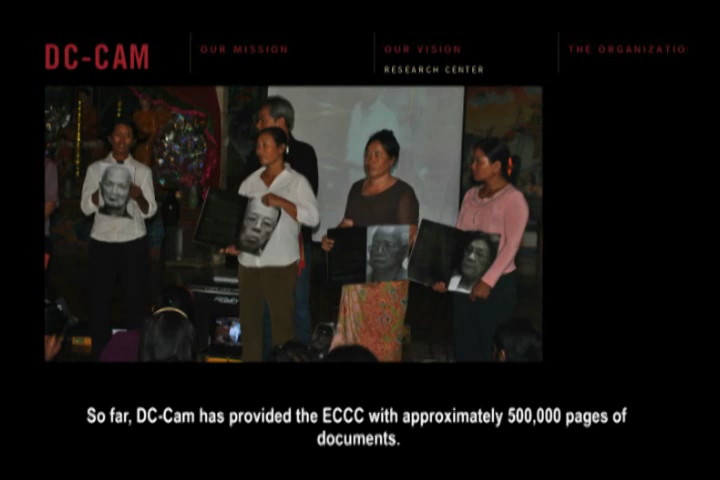 DC-CAM
OUR MISSION
OUR VISION
THE ORGANIZATIO
RESEARCH CENTER
So far, DC-Cam has provided the ECCC with approximately 500,000 pages of
documents.